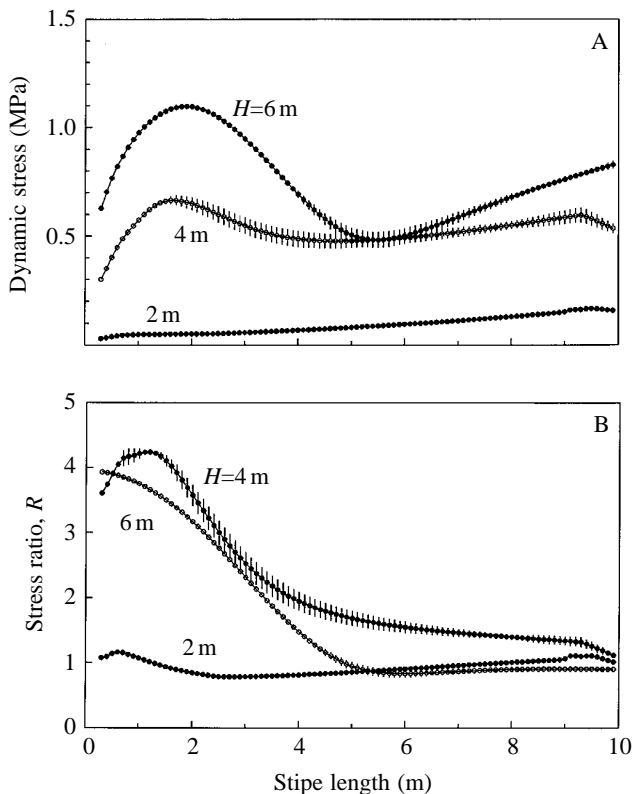 A
1.5
1.0
0.5
Dynamic stress (MPa)
H=6 m
4 m
2 m
B
5
4
3
2
1
0
Stress ratio, R
H=4 m
6 m
2 m
0 2 4 6 8 10
Stipe length (m)